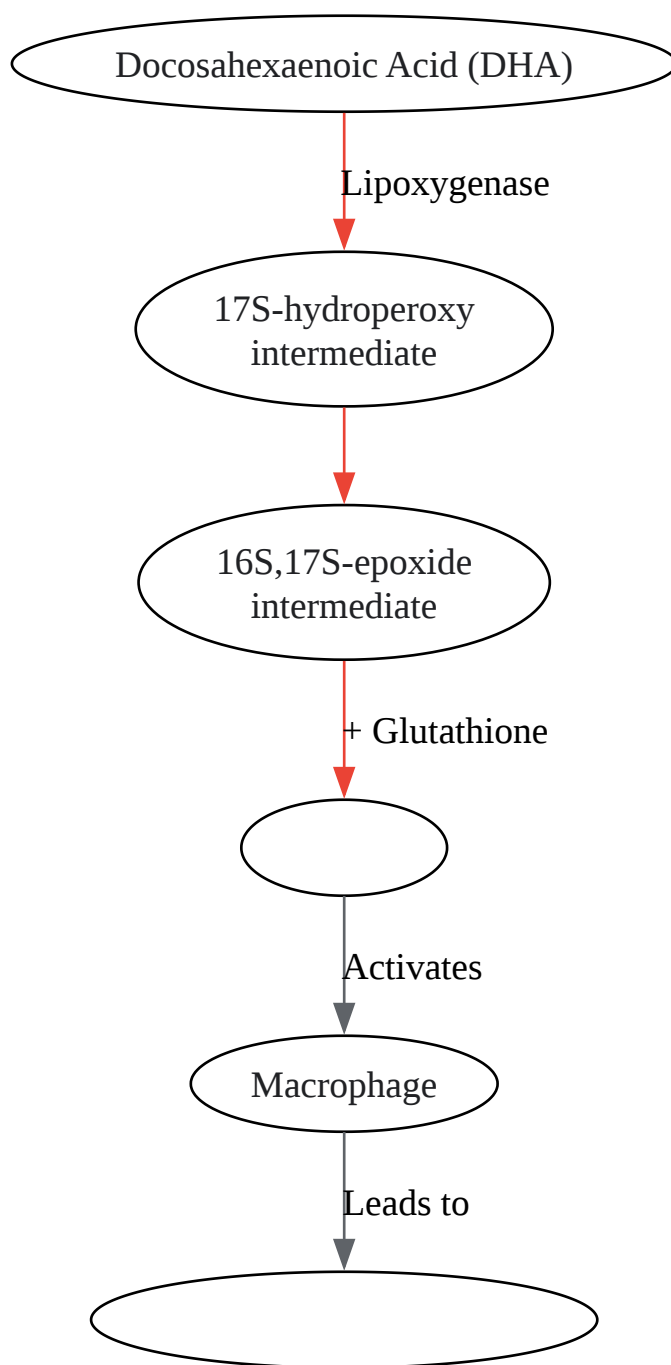 Docosahexaenoic Acid (DHA)
Lipoxygenase
17S-hydroperoxy
intermediate
16S,17S-epoxide
intermediate
+ Glutathione
Activates
Macrophage
Leads to